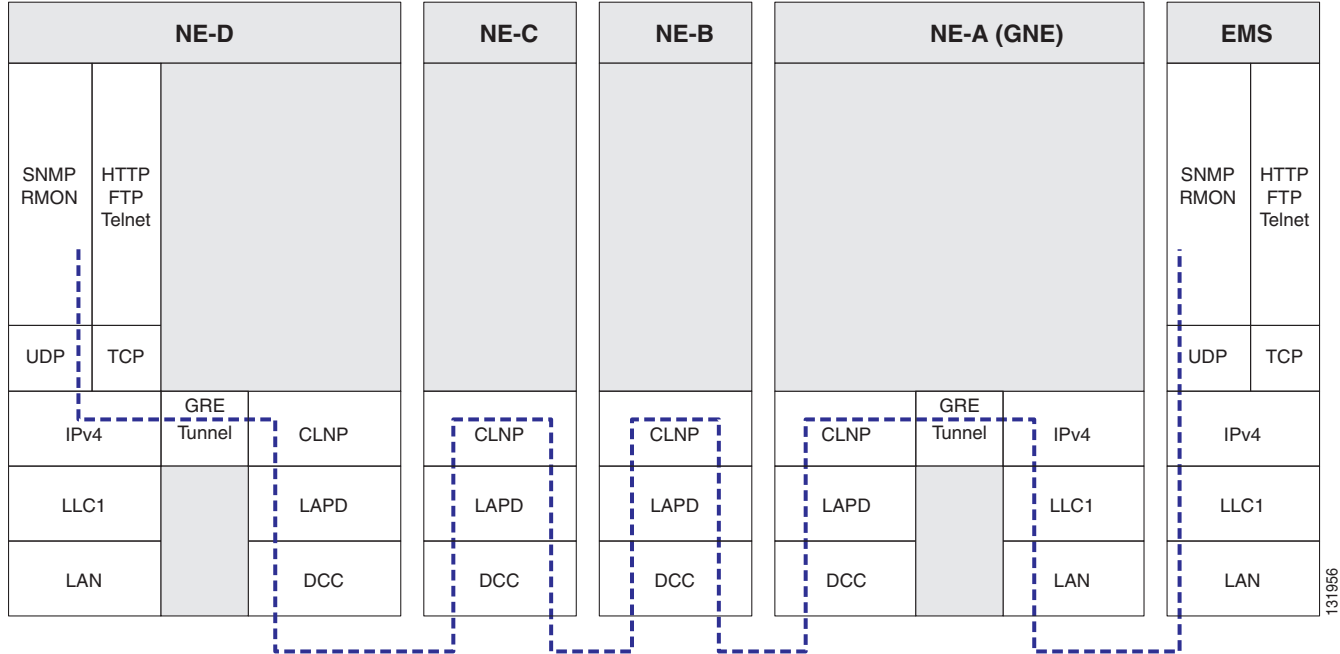 NE-D
NE-C
NE-B
NE-A (GNE)
EMS
SNMP
RMON
HTTP
FTP
Telnet
SNMP
RMON
HTTP
FTP
Telnet
UDP
TCP
UDP
TCP
IPv4
GRE
Tunnel
CLNP
CLNP
CLNP
CLNP
GRE
Tunnel
IPv4
IPv4
LLC1
LAPD
LAPD
LAPD
LAPD
LLC1
LLC1
LAN
DCC
DCC
DCC
DCC
LAN
LAN
131956